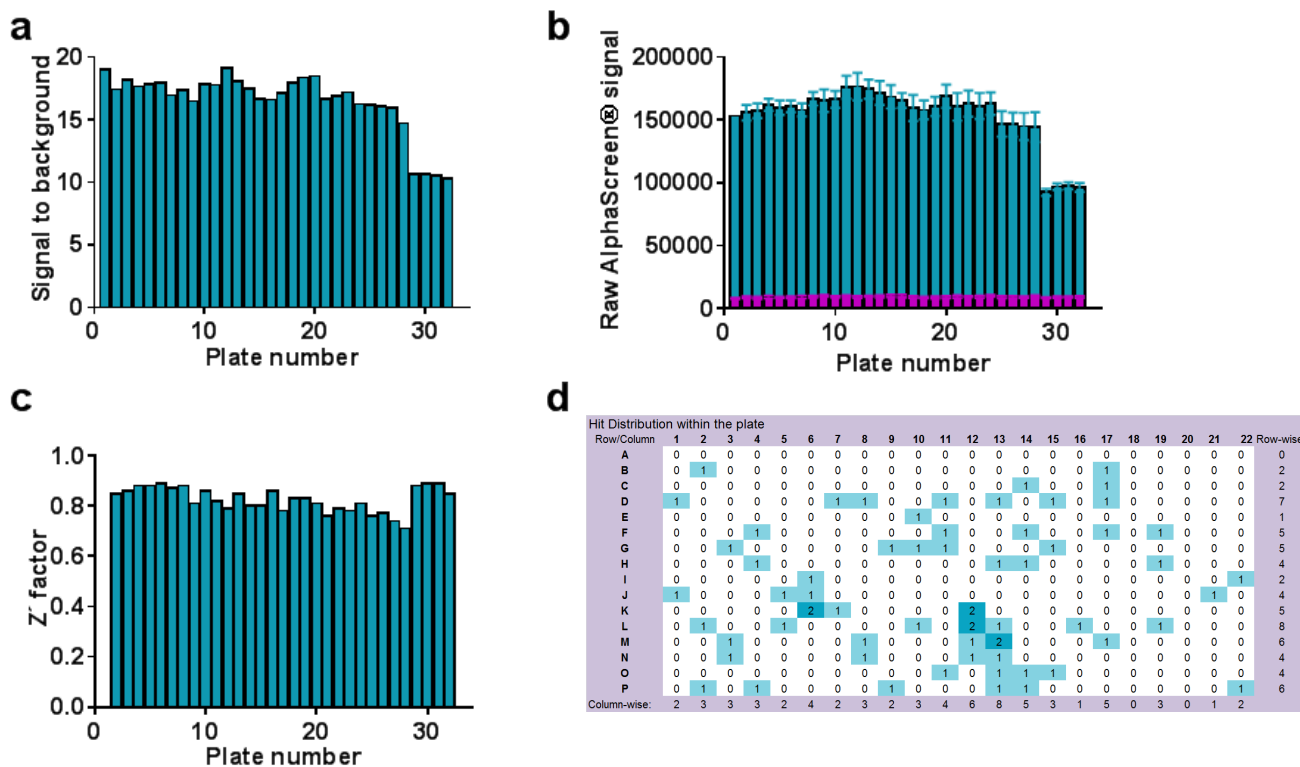 a
Signal to background
20
15
10
5
0
0 10 20 30
Plate number
b
Raw AlphaScreen® signal
200000
150000
100000
50000
0
0 10 20 30
Plate number
c
Z´ factor
1.0
0.8
0.6
0.4
0.2
0.0
0 10 20 30
Plate number
d
Hit Distribution within the plate
Row/Column 1 2 3 4 5 6 7 8 9 10 11 12 13 14 15 16 17 18 19 20 21 22 Row-wise
A 0 0 0 0 0 0 0 0 0 0 0 0 0 0 0 0 0 0 0 0 0 0 0
B 0 1 0 0 0 0 0 0 0 0 0 0 0 0 0 0 1 0 0 0 0 0 2
C 0 0 0 0 0 0 0 0 0 0 0 0 0 1 0 0 1 0 0 0 0 0 2
D 1 0 0 0 0 0 1 1 0 0 1 0 1 0 1 0 1 0 0 0 0 0 7
E 0 0 0 0 0 0 0 0 0 1 0 0 0 0 0 0 0 0 0 0 0 0 1
F 0 0 0 1 0 0 0 0 0 0 1 0 0 1 0 0 1 0 1 0 0 0 5
G 0 0 1 0 0 0 0 0 1 1 1 0 0 0 1 0 0 0 0 0 0 0 5
H 0 0 0 1 0 0 0 0 0 0 0 0 1 1 0 0 0 0 1 0 0 0 4
I 0 0 0 0 0 1 0 0 0 0 0 0 0 0 0 0 0 0 0 0 0 1 2
J 1 0 0 0 1 1 0 0 0 0 0 0 0 0 0 0 0 0 0 0 1 0 4
K 0 0 0 0 0 2 1 0 0 0 0 2 0 0 0 0 0 0 0 0 0 0 5
L 0 1 0 0 1 0 0 0 0 1 0 2 1 0 0 1 0 0 1 0 0 0 8
M 0 0 1 0 0 0 0 1 0 0 0 1 2 0 0 0 1 0 0 0 0 0 6
N 0 0 1 0 0 0 0 1 0 0 0 1 1 0 0 0 0 0 0 0 0 0 4
O 0 0 0 0 0 0 0 0 0 0 1 0 1 1 1 0 0 0 0 0 0 0 4
P 0 1 0 1 0 0 0 0 1 0 0 0 1 1 0 0 0 0 0 0 0 1 6
Column-wise: 2 3 3 3 2 4 2 3 2 3 4 6 8 5 3 1 5 0 3 0 1 2